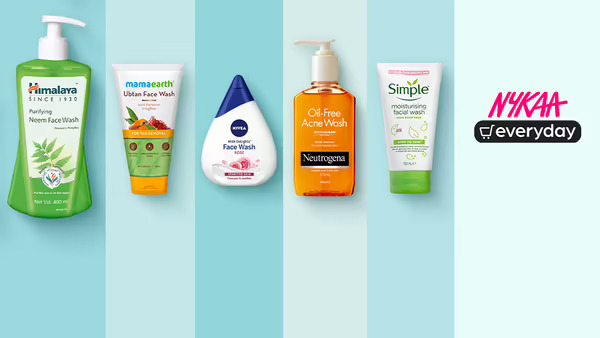 Himalaya
SINCE 1930
Purifying
Neem Face Wash
Net Vol. 400 ml
mamaearth
Ubtan Face Wash
FOR TAN REMOVAL
NIVEA
Face Wash
ROSE
Oil-Free
Acne Wash
Neutrogena
Simple
moisturising
facial wash
NYKAA
everyday